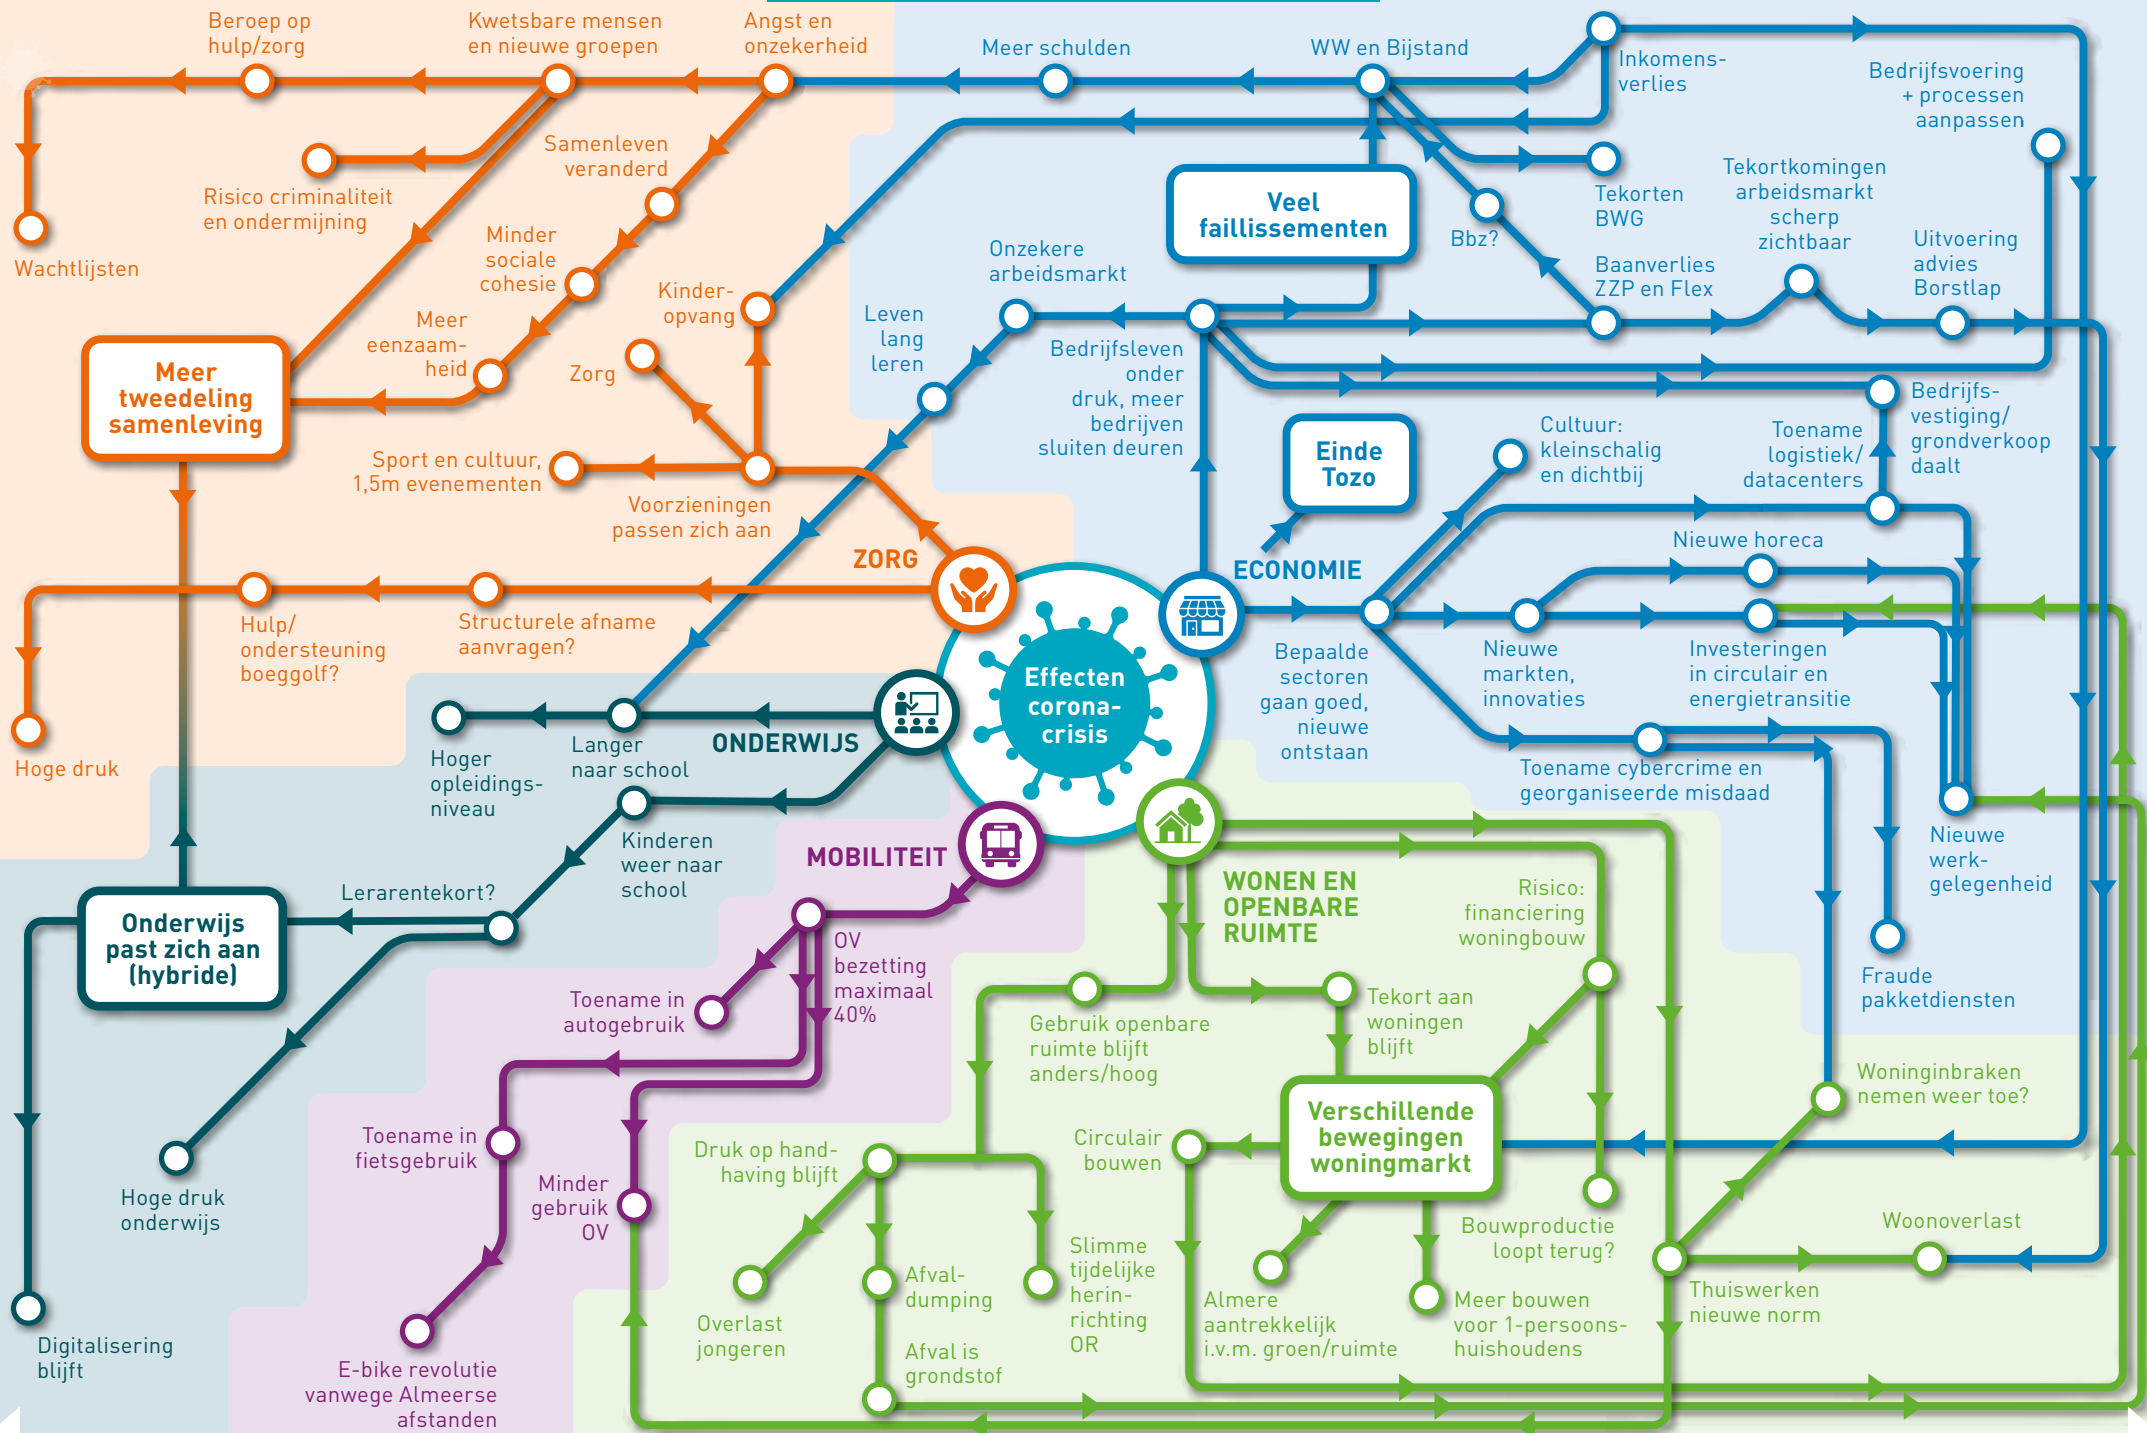 Beroep op
hulp/zorg
Kwetsbare mensen
en nieuwe groepen
Angst en
onzekerheid
Meer schulden
WW en Bijstand
Inkomens-
verlies
Bedrijfsvoering
+ processen
aanpassen
Samenleven
veranderd
Risico criminaliteit
en ondermijning
Wachtlijsten
Minder
sociale
cohesie
Kinder-
opvang
Meer
eenzaam-
heid
Zorg
Meer
tweedeling
samenleving
Sport en cultuur,
1,5m evenementen
Voorzieningen
passen zich aan
Veel
faillissementen
Tekorten
BWG
Tekortkomingen
arbeidsmarkt
scherp
zichtbaar
Bbz?
Baanverlies
ZZP en Flex
Uitvoering
advies
Borstlap
Onzekere
arbeidsmarkt
Leven
lang
leren
Bedrijfsleven
onder
druk, meer
bedrijven
sluiten deuren
Einde
Tozo
Cultuur:
kleinschalig
en dichtbij
Toename
logistiek/
datacenters
Bedrijfs-
vestiging/
grondverkoop
daalt
Nieuwe horeca
ZORG
ECONOMIE
Hulp/
ondersteuning
boeggolf?
Structurele afname
aanvragen?
Hoge druk
Effecten
corona-
crisis
Bepaalde
sectoren
gaan goed,
nieuwe
ontstaan
Nieuwe
markten,
innovaties
Investeringen
in circulair en
energietransitie
Toename cybercrime en
georganiseerde misdaad
Nieuwe
werk-
gelegenheid
Fraude
pakketdiensten
ONDERWIJS
Hoger
opleidings-
niveau
Langer
naar school
Kinderen
weer naar
school
Lerarentekort?
Onderwijs
past zich aan
(hybride)
Hoge druk
onderwijs
Digitalisering
blijft
MOBILITEIT
OV
bezetting
maximaal
40%
Toename in
autogebruik
Toename in
fietsgebruik
Minder
gebruik
OV
E-bike revolutie
vanwege Almeerse
afstanden
WONEN EN
OPENBARE
RUIMTE
Risico:
financiering
woningbouw
Gebruik openbare
ruimte blijft
anders/hoog
Tekort aan
woningen
blijft
Verschillende
bewegingen
woningmarkt
Circulair
bouwen
Druk op hand-
having blijft
Overlast
jongeren
Afval-
dumping
Afval is
grondstof
Slimme
tijdelijke
herin-
richting
OR
Almere
aantrekkelijk
i.v.m. groen/ruimte
Meer bouwen
voor 1-persoons-
huishoudens
Bouwproductie
loopt terug?
Woninginbraken
nemen weer toe?
Woonoverlast
Thuiswerken
nieuwe norm